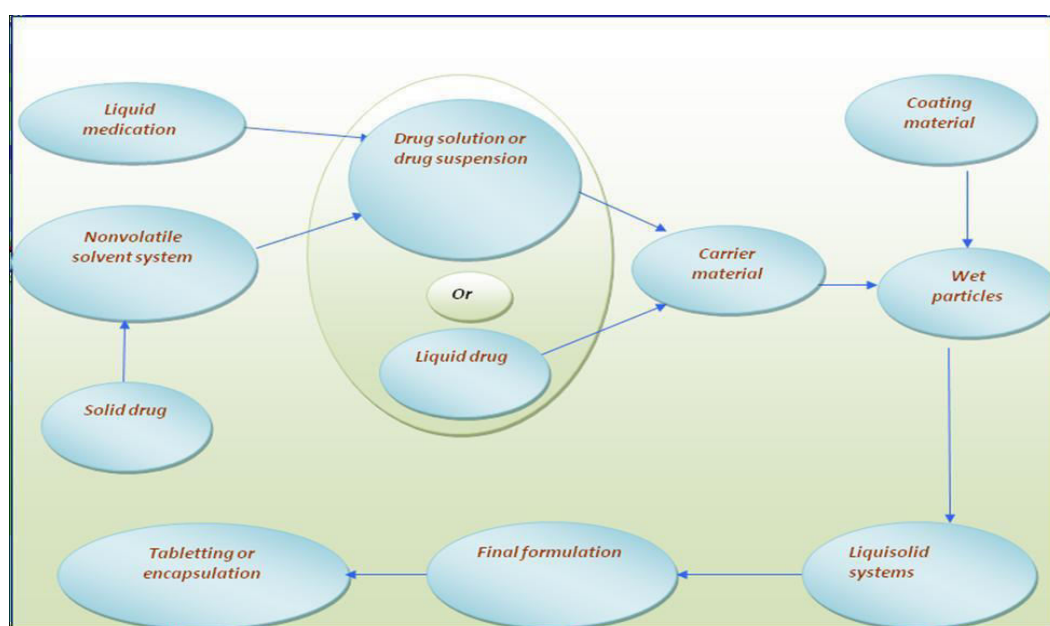 Liquid
medication
Drug solution or
drug suspension
Coating
material
Nonvolatile
solvent system
Carrier
material
Wet
particles
Or
Liquid drug
Solid drug
Tabletting or
encapsulation
Final formulation
Liquisolid
systems